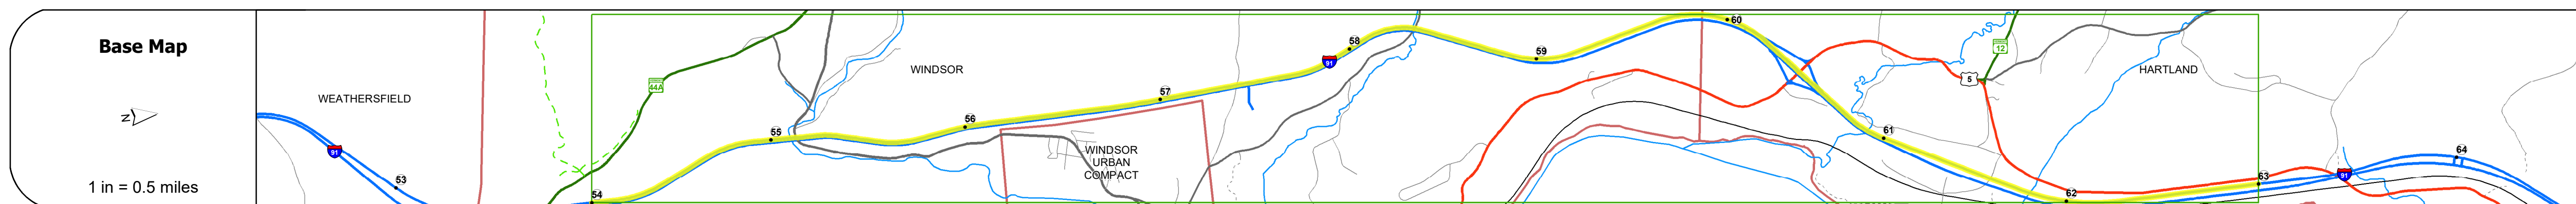 Base Map
N
1 in = 0.5 miles
WEATHERSFIELD
91
53
54
44A
55
WINDSOR
56
WINDSOR
URBAN
COMPACT
57
91
58
59
60
5
12
HARTLAND
61
62
63
91
64